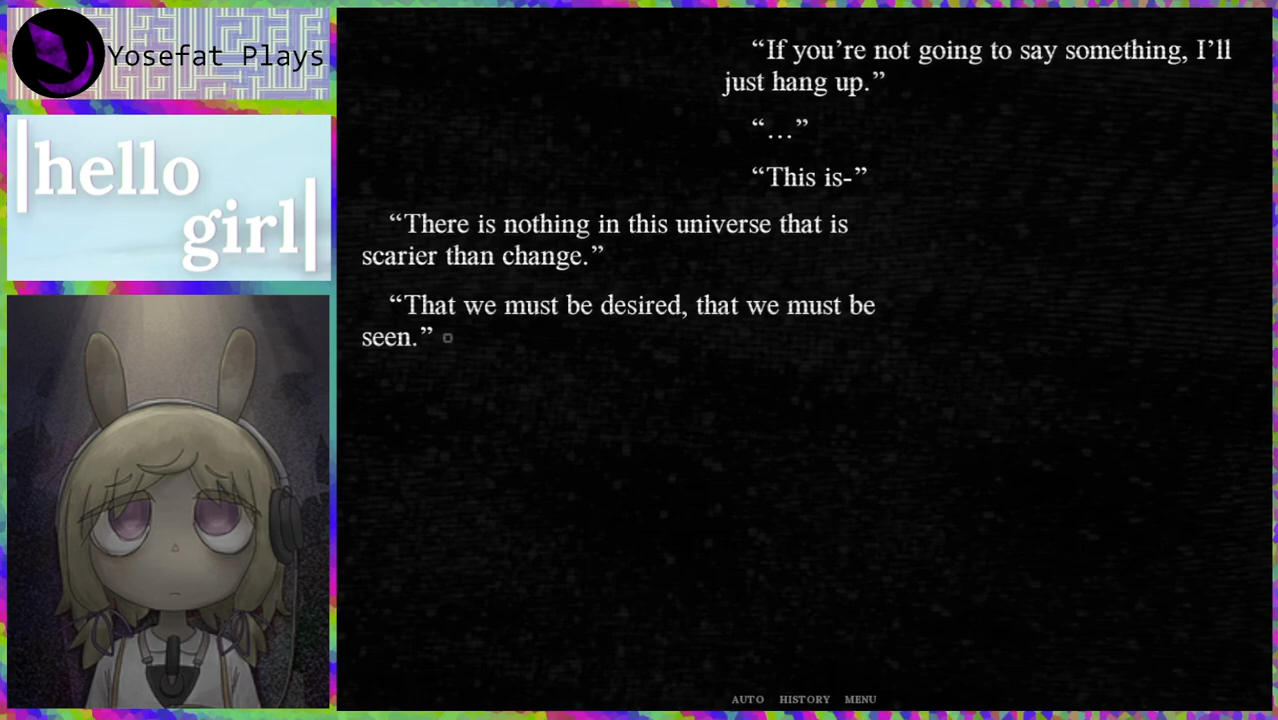 Yosefat Plays
|hello
girl|
“If you’re not going to say something, I’ll
just hang up.”
“…”
“This is-”
“There is nothing in this universe that is
scarier than change.”
“That we must be desired, that we must be
seen.”
AUTO HISTORY MENU